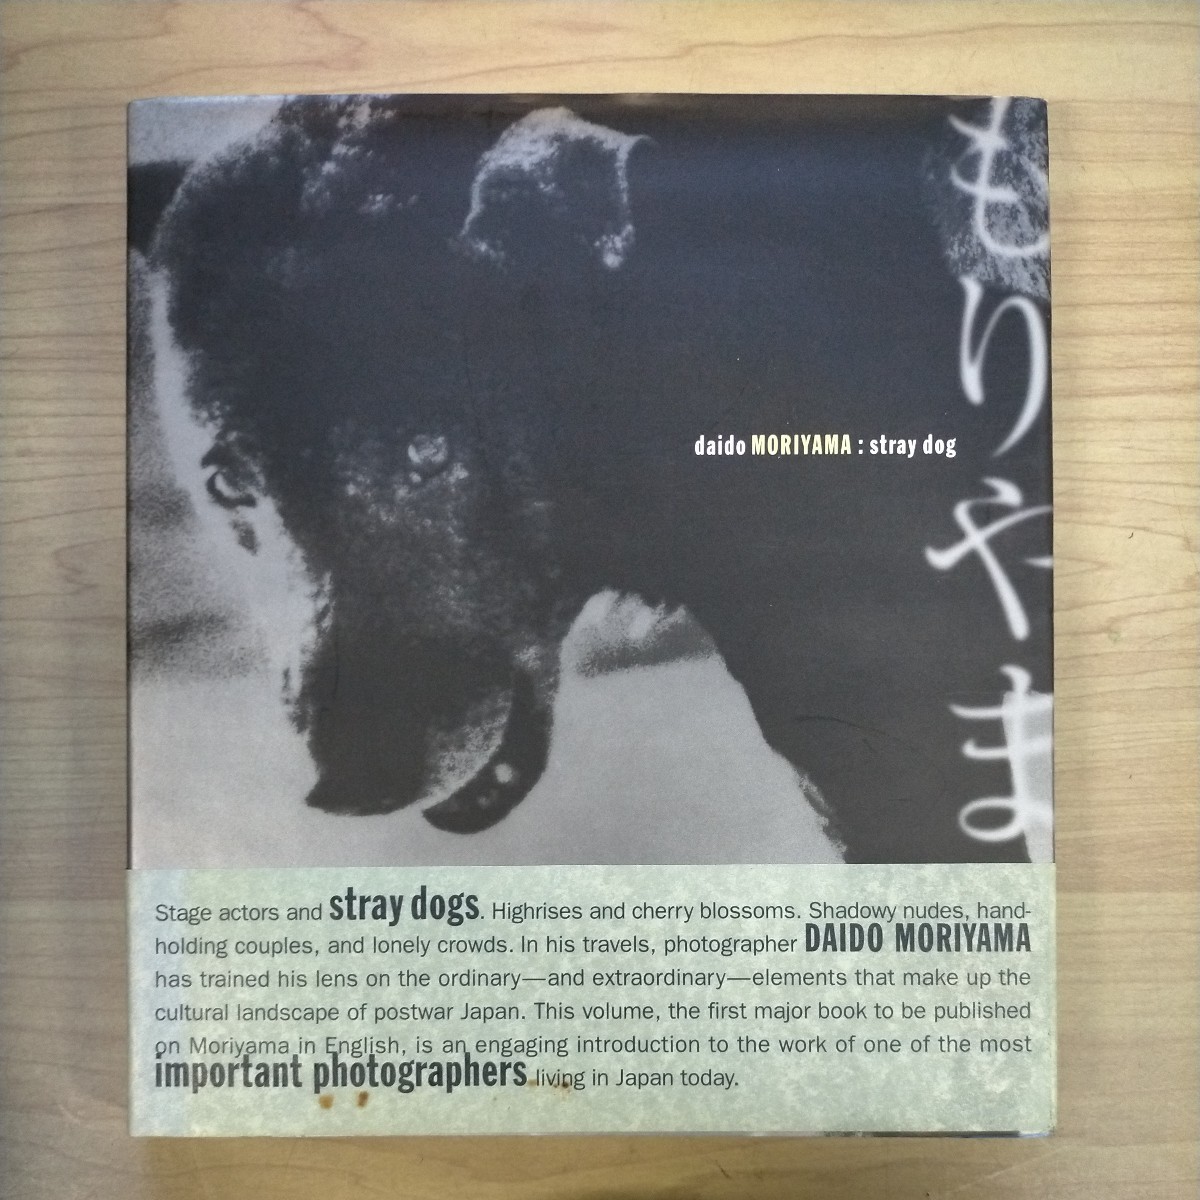 もりやま
daido MORIYAMA : stray dog
Stage actors and stray dogs. Highrises and cherry blossoms. Shadowy nudes, hand-
holding couples, and lonely crowds. In his travels, photographer DAIDO MORIYAMA
has trained his lens on the ordinary—and extraordinary—elements that make up the
cultural landscape of postwar Japan. This volume, the first major book to be published
on Moriyama in English, is an engaging introduction to the work of one of the most
important photographers living in Japan today.